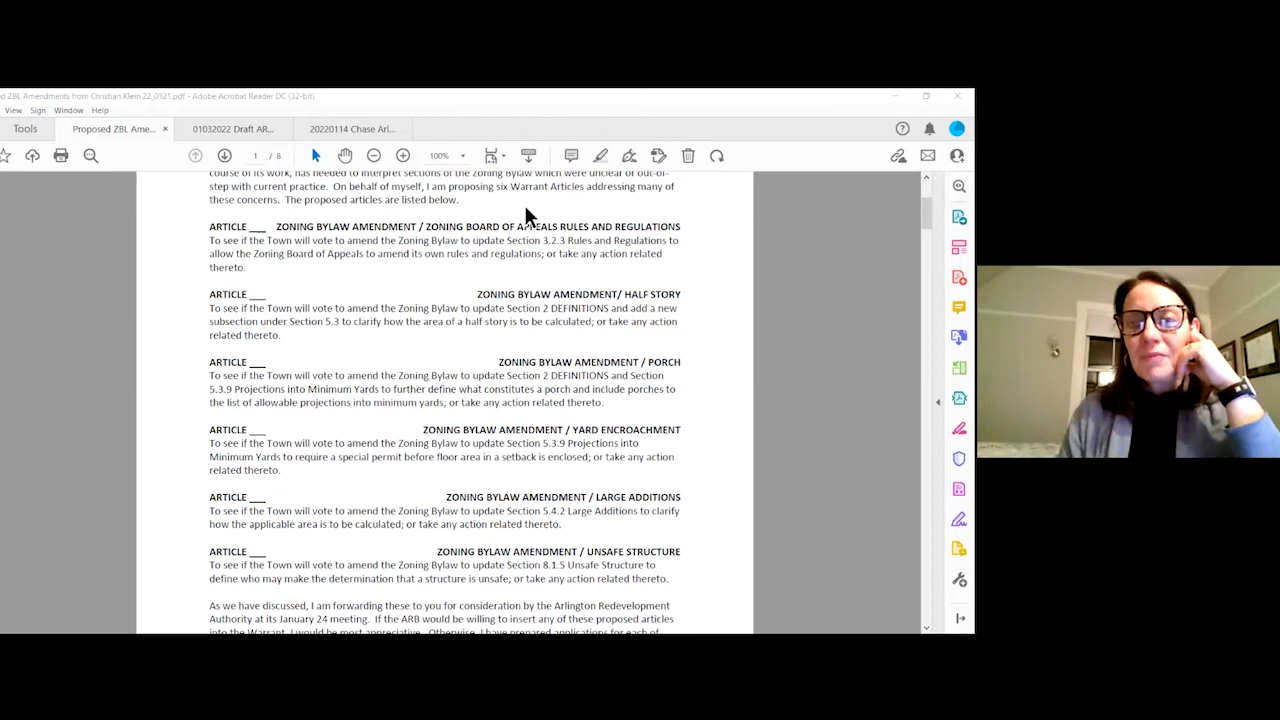 d ZBL Amendments from Christian Klein 22_0121.pdf - Adobe Acrobat Reader DC (32-bit)
View Sign Window Help
Tools Proposed ZBL Ame... × 01032022 Draft AR... 20220114 Chase Arl...
1 / 8 100%
course of its work, has needed to interpret sections of the Zoning Bylaw which were unclear or out-of-
step with current practice. On behalf of myself, I am proposing six Warrant Articles addressing many of
these concerns. The proposed articles are listed below.
ARTICLE ___ ZONING BYLAW AMENDMENT / ZONING BOARD OF APPEALS RULES AND REGULATIONS
To see if the Town will vote to amend the Zoning Bylaw to update Section 3.2.3 Rules and Regulations to
allow the Zoning Board of Appeals to amend its own rules and regulations; or take any action related
thereto.
ARTICLE ___ ZONING BYLAW AMENDMENT/ HALF STORY
To see if the Town will vote to amend the Zoning Bylaw to update Section 2 DEFINITIONS and add a new
subsection under Section 5.3 to clarify how the area of a half story is to be calculated; or take any action
related thereto.
ARTICLE ___ ZONING BYLAW AMENDMENT / PORCH
To see if the Town will vote to amend the Zoning Bylaw to update Section 2 DEFINITIONS and Section
5.3.9 Projections into Minimum Yards to further define what constitutes a porch and include porches to
the list of allowable projections into minimum yards; or take any action related thereto.
ARTICLE ___ ZONING BYLAW AMENDMENT / YARD ENCROACHMENT
To see if the Town will vote to amend the Zoning Bylaw to update Section 5.3.9 Projections into
Minimum Yards to require a special permit before floor area in a setback is enclosed; or take any action
related thereto.
ARTICLE ___ ZONING BYLAW AMENDMENT / LARGE ADDITIONS
To see if the Town will vote to amend the Zoning Bylaw to update Section 5.4.2 Large Additions to clarify
how the applicable area is to be calculated; or take any action related thereto.
ARTICLE ___ ZONING BYLAW AMENDMENT / UNSAFE STRUCTURE
To see if the Town will vote to amend the Zoning Bylaw to update Section 8.1.5 Unsafe Structure to
define who may make the determination that a structure is unsafe; or take any action related thereto.
As we have discussed, I am forwarding these to you for consideration by the Arlington Redevelopment
Authority at its January 24 meeting. If the ARB would be willing to insert any of these proposed articles
into the Warrant, I would be most appreciative. Otherwise, I have prepared applications for each of